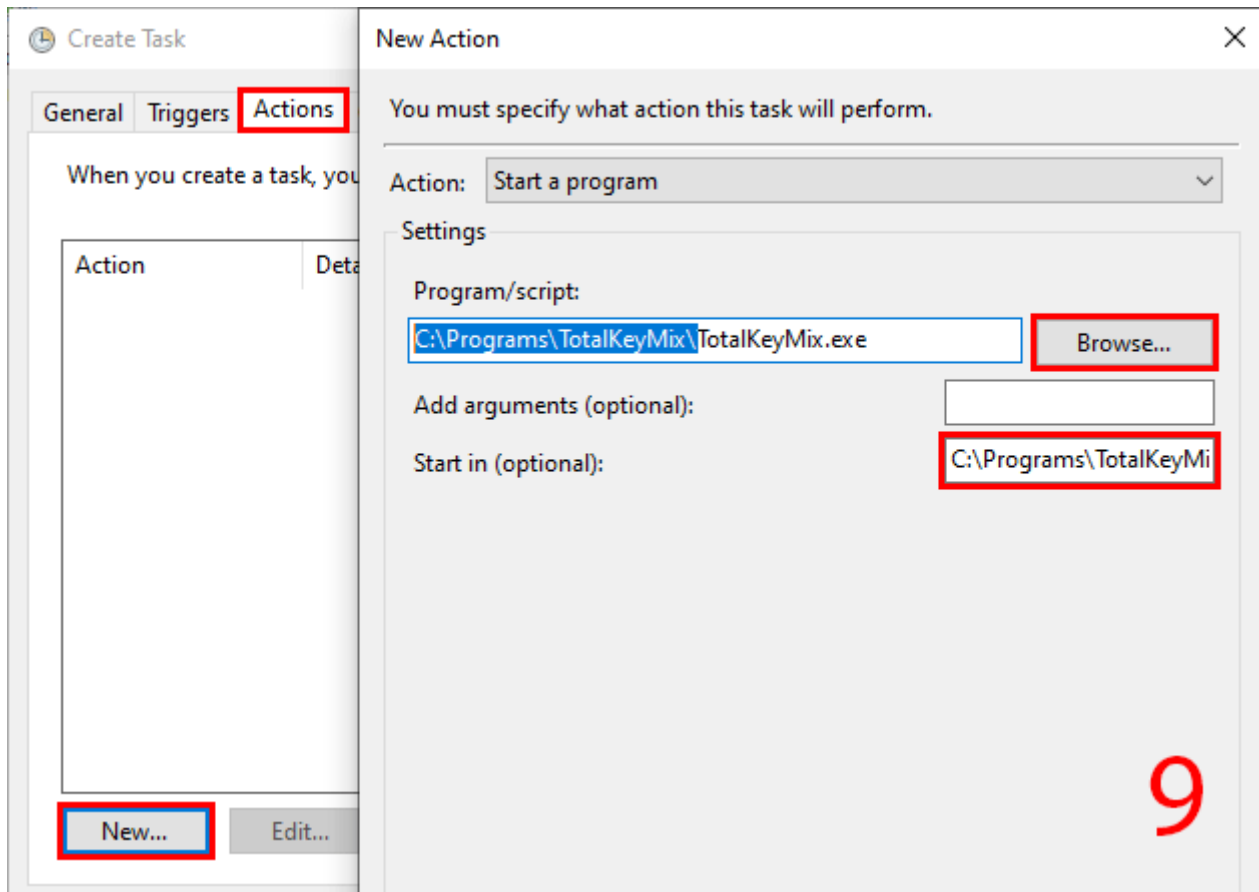 Create Task
General Triggers Actions
When you create a task, you
Action Deta
New... Edit...
New Action
You must specify what action this task will perform.
Action: Start a program
Settings
Program/script:
C:\Programs\TotalKeyMix\TotalKeyMix.exe Browse...
Add arguments (optional):
Start in (optional): C:\Programs\TotalKeyMi
9